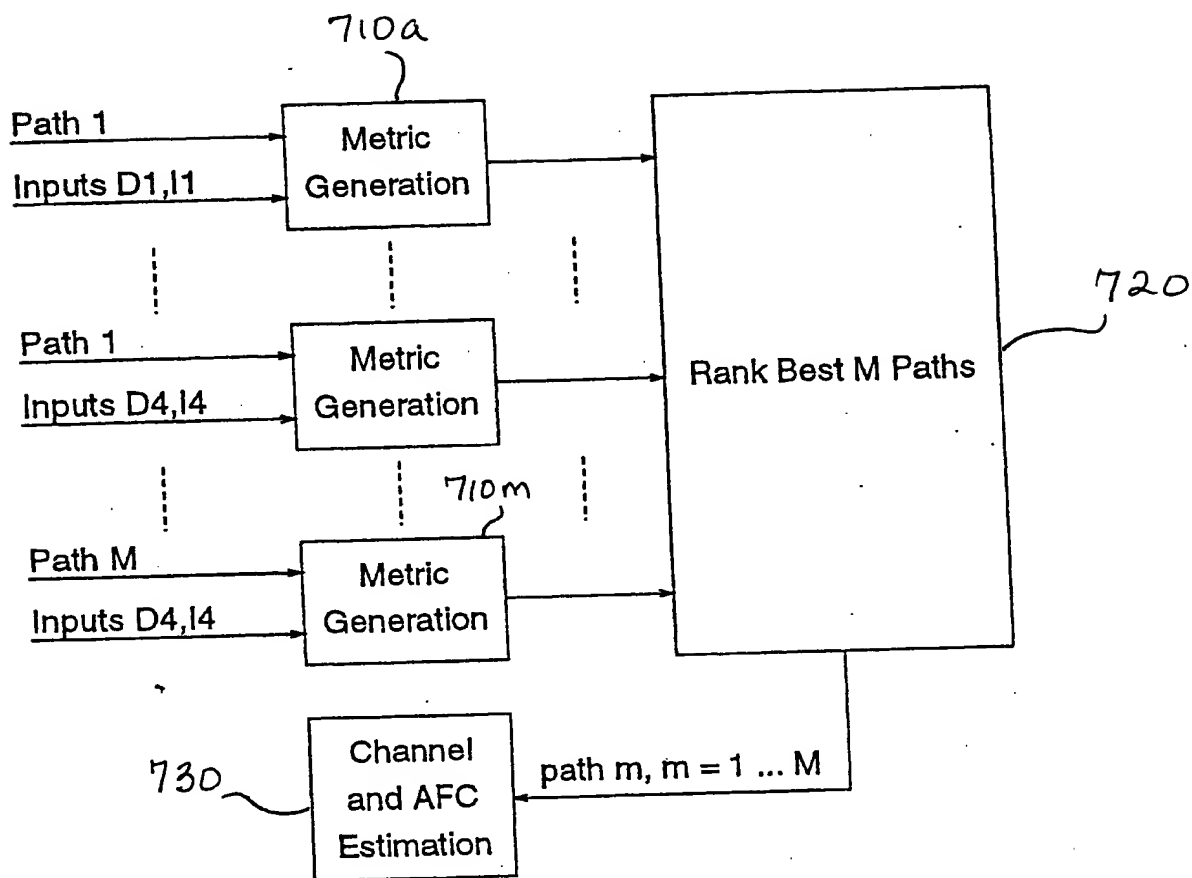 710a
Path 1
Inputs D1,I1
Metric
Generation
720
Path 1
Inputs D4,I4
Metric
Generation
Rank Best M Paths
710m
Path M
Inputs D4,I4
Metric
Generation
730
Channel
and AFC
Estimation
path m, m = 1 ... M